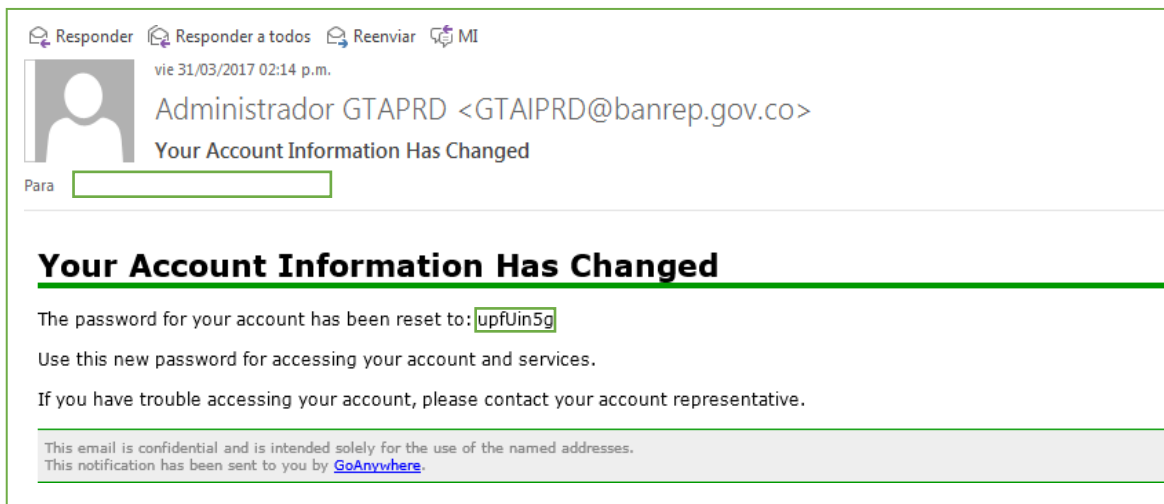 Responder Responder a todos Reenviar MI
vie 31/03/2017 02:14 p.m.
Administrador GTAPRD <GTAIPRD@banrep.gov.co>
Your Account Information Has Changed
Para
Your Account Information Has Changed
The password for your account has been reset to: upfUin5g
Use this new password for accessing your account and services.
If you have trouble accessing your account, please contact your account representative.
This email is confidential and is intended solely for the use of the named addresses.
This notification has been sent to you by GoAnywhere.